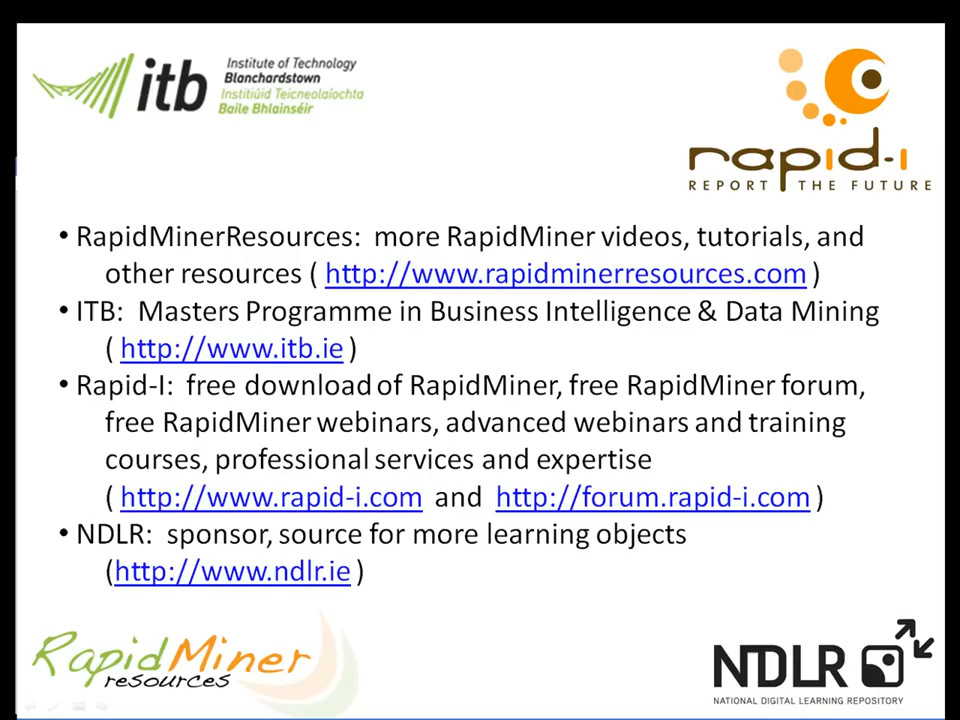 itb
Institute of Technology
Blanchardstown
Institiúid Teicneolaíochta
Baile Bhlainséir
rapid-i
REPORT THE FUTURE
• RapidMinerResources: more RapidMiner videos, tutorials, and
other resources ( http://www.rapidminerresources.com )
• ITB: Masters Programme in Business Intelligence & Data Mining
( http://www.itb.ie )
• Rapid-I: free download of RapidMiner, free RapidMiner forum,
free RapidMiner webinars, advanced webinars and training
courses, professional services and expertise
( http://www.rapid-i.com and http://forum.rapid-i.com )
• NDLR: sponsor, source for more learning objects
(http://www.ndlr.ie )
RapidMiner
resources
NDLR
NATIONAL DIGITAL LEARNING REPOSITORY